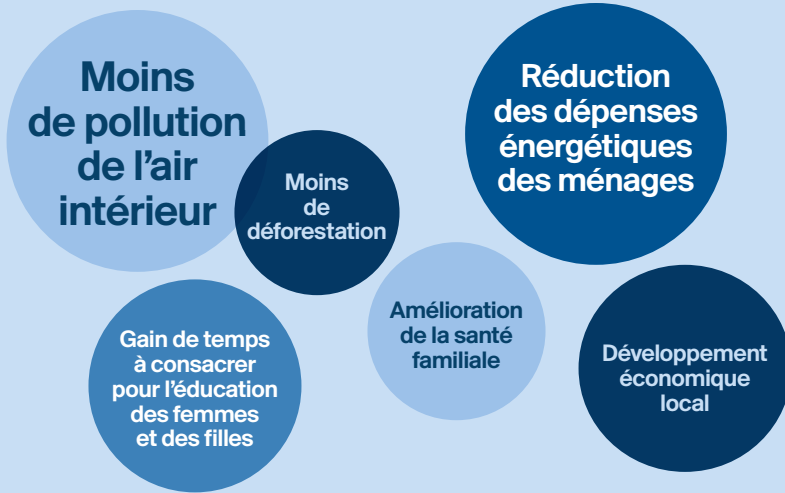 Moins
de pollution
de l’air
intérieur
Réduction
des dépenses
énergétiques
des ménages
Moins
de
déforestation
Gain de temps
à consacrer
pour l’éducation
des femmes
et des filles
Amélioration
de la santé
familiale
Développement
économique
local